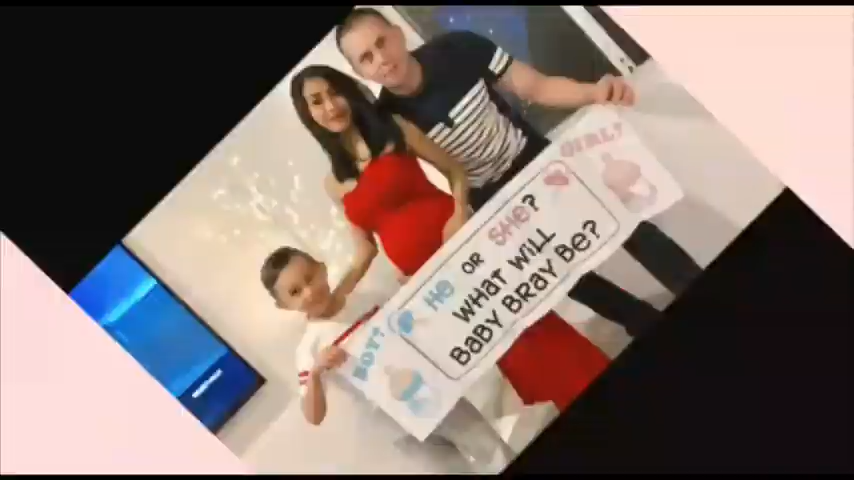 BOY!
HE OR SHE?
GIRL!
WHAT WILL
BABY BRAY BE?